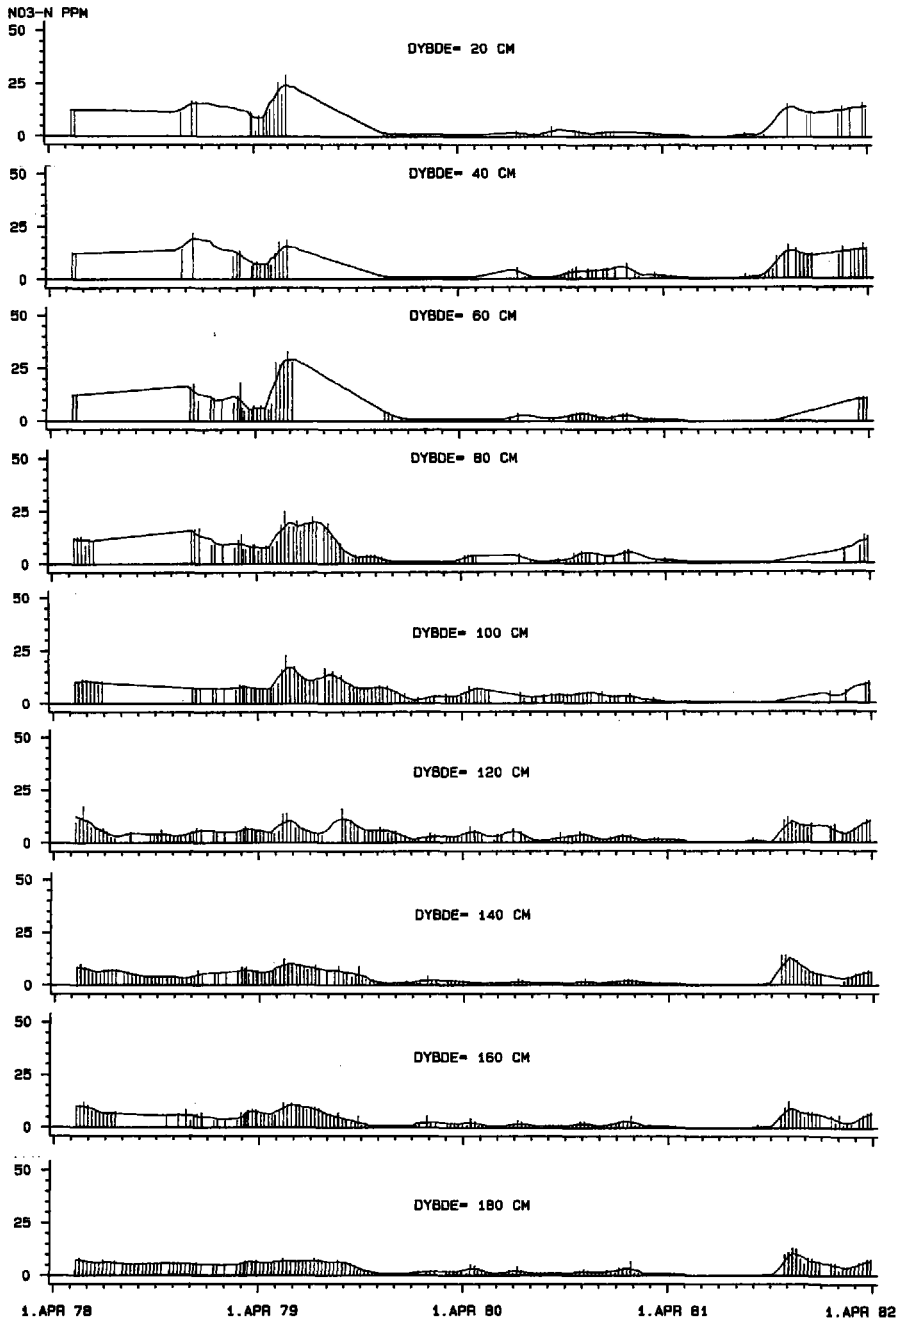 NO3-N PPM
50
DYBDE= 20 CM
25
0
50
DYBDE= 40 CM
25
0
50
DYBDE= 60 CM
25
0
50
DYBDE= 80 CM
25
0
50
DYBDE= 100 CM
25
0
50
DYBDE= 120 CM
25
0
50
DYBDE= 140 CM
25
0
50
DYBDE= 160 CM
25
0
50
DYBDE= 180 CM
25
0
1.APR 78 1.APR 79 1.APR 80 1.APR 81 1.APR 82